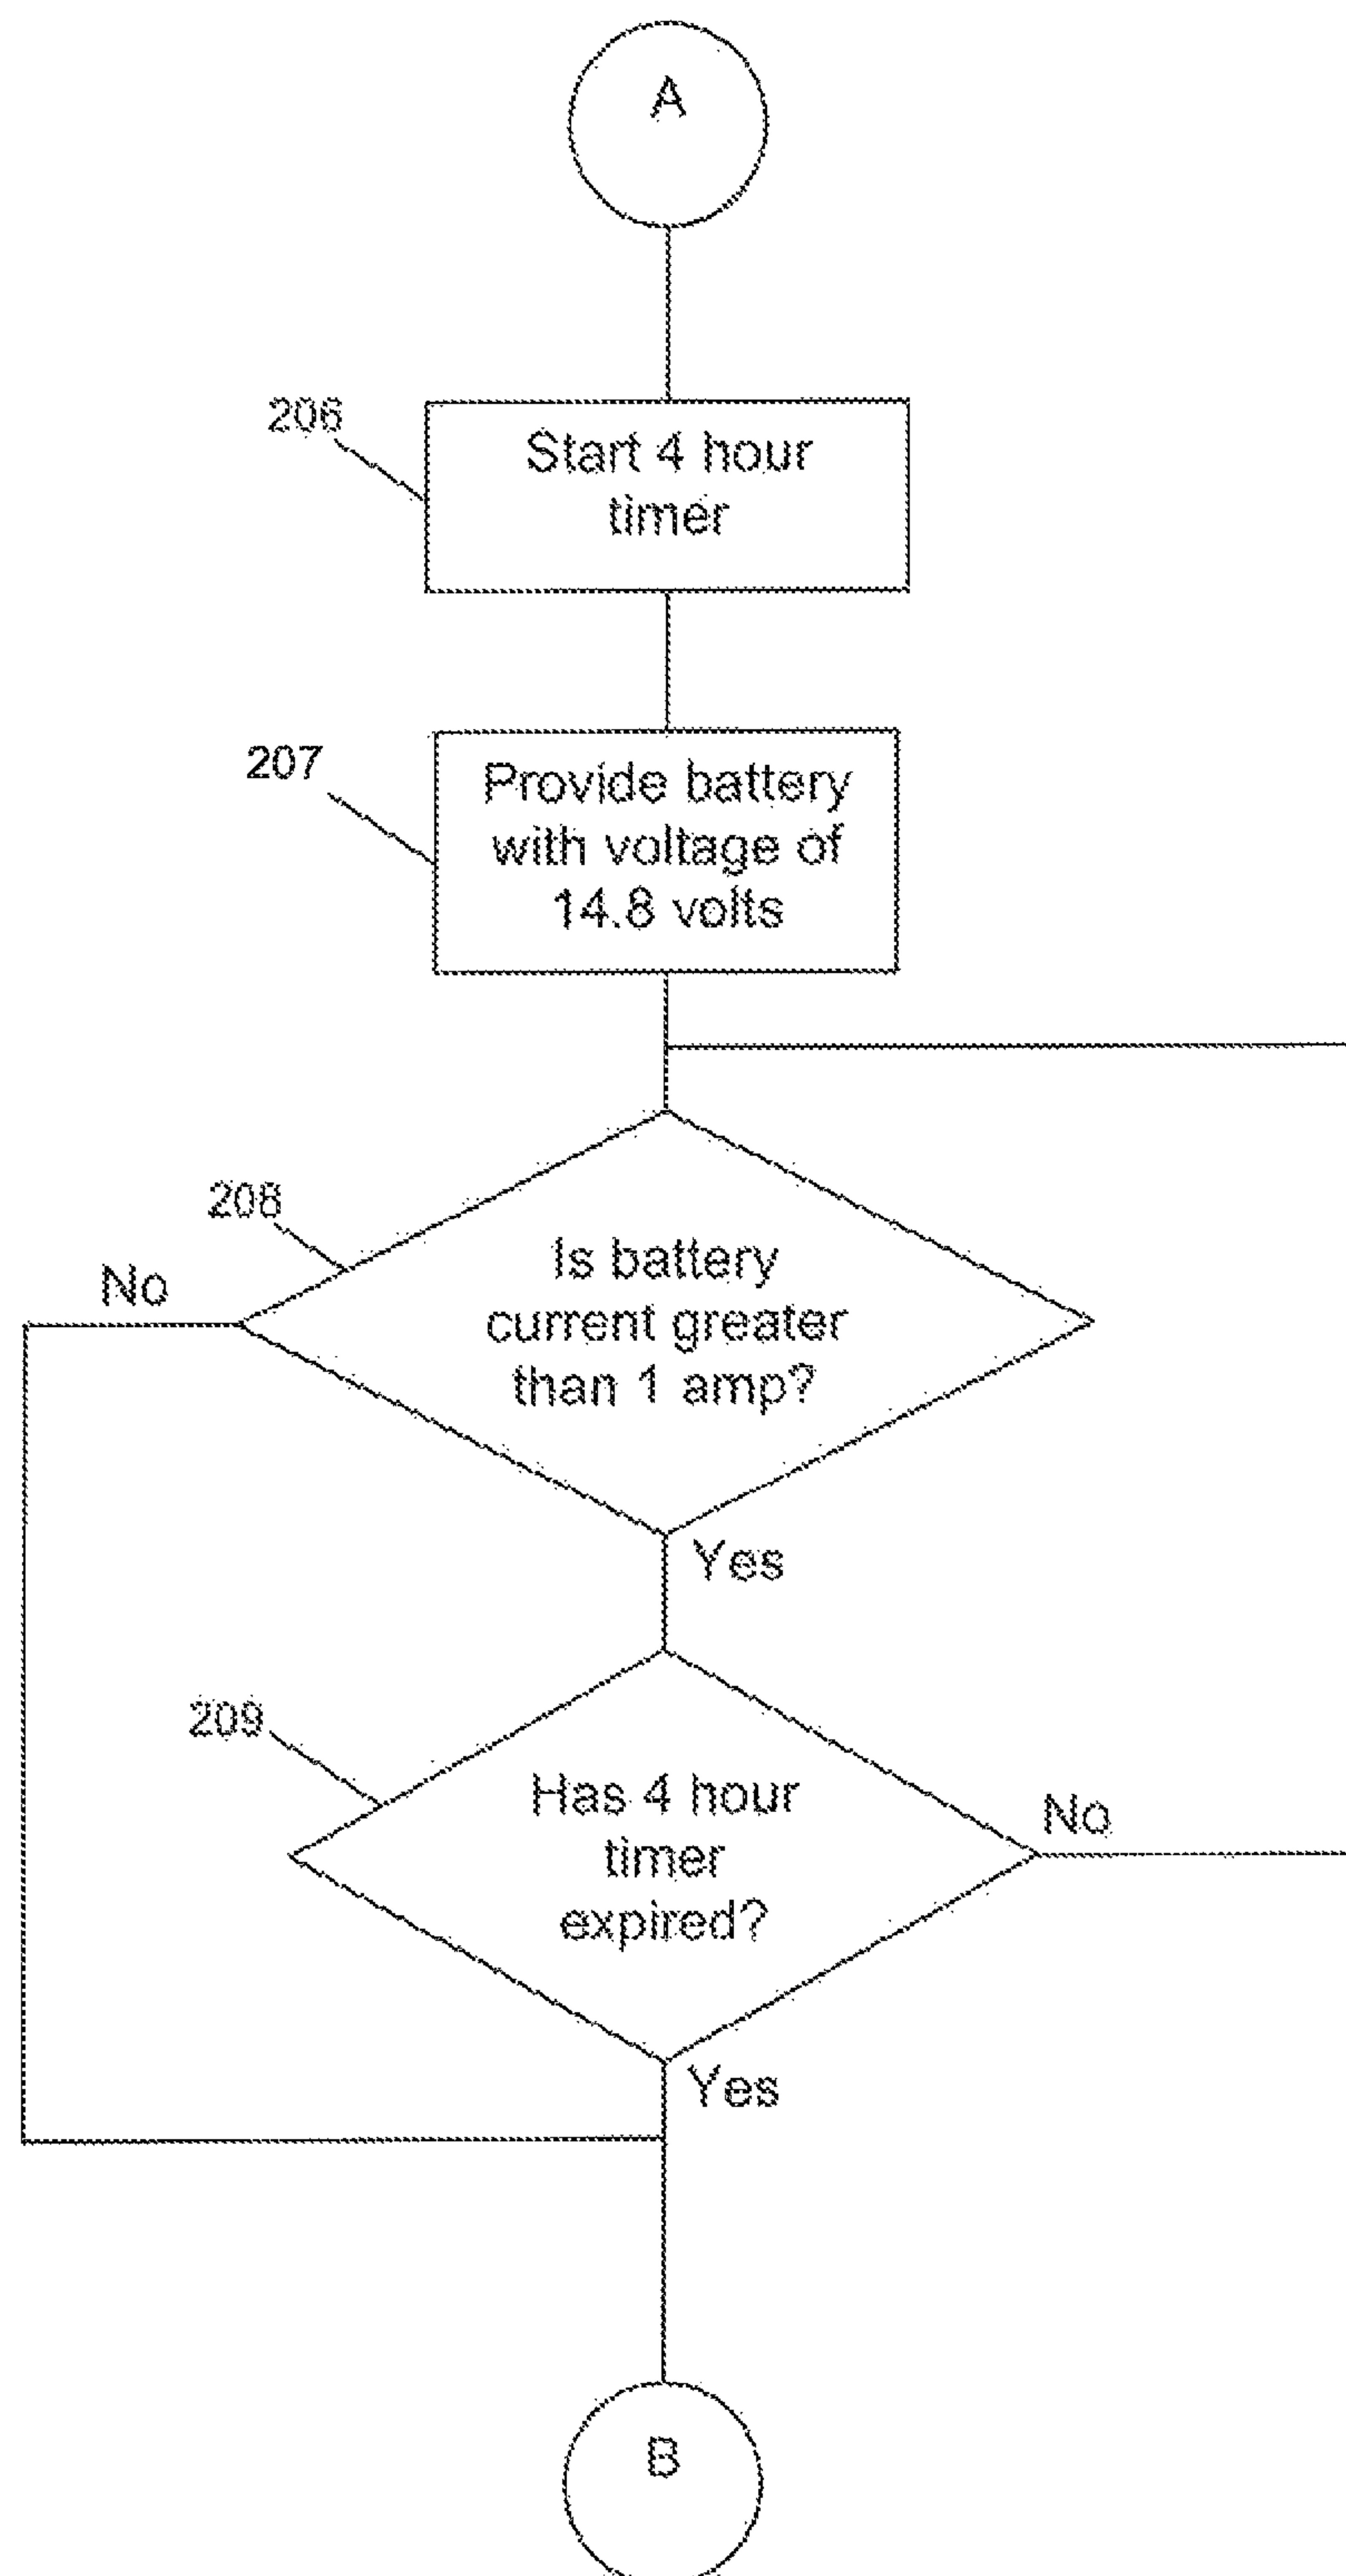 A
206
Start 4 hour
timer
207
Provide battery
with voltage of
14.8 volts
208
No
Is battery
current greater
than 1 amp?
Yes
209
Has 4 hour
timer
expired?
No
Yes
B